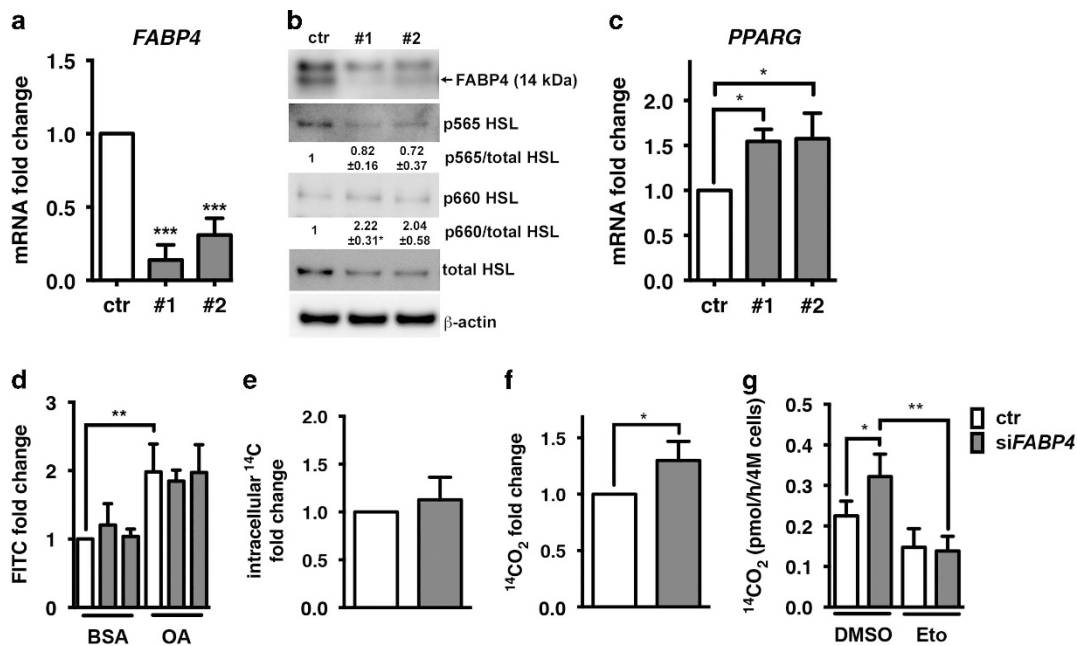 a
FABP4
mRNA fold change
1.0
0.5
0.0
***
***
ctr #1 #2
b
ctr #1 #2
FABP4 (14 kDa)
p565 HSL
1 0.82 ±0.16 0.72 ±0.37 p565/total HSL
p660 HSL
1 2.22 ±0.31* 2.04 ±0.58 p660/total HSL
total HSL
β-actin
c
PPARG
mRNA fold change
2.0
1.5
1.0
0.5
0.0
*
*
ctr #1 #2
d
FITC fold change
3
2
1
0
**
BSA OA
e
intracellular ¹⁴C
fold change
2.0
1.5
1.0
0.5
0.0
f
¹⁴CO₂ fold change
1.5
1.0
0.5
0.0
*
g
¹⁴CO₂ (pmol/h/4M cells)
0.5
0.4
0.3
0.2
0.1
0.0
*
**
DMSO Eto
ctr
siFABP4